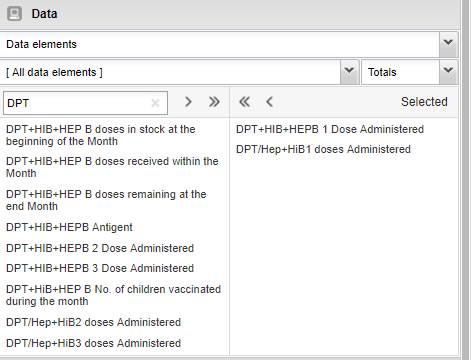 Data
Data elements
[ All data elements ]
Totals
DPT
Selected
DPT+HIB+HEP B doses in stock at the
beginning of the Month
DPT+HIB+HEP B doses received within the
Month
DPT+HIB+HEP B doses remaining at the
end Month
DPT+HIB+HEPB Antigent
DPT+HIB+HEPB 2 Dose Administered
DPT+HIB+HEPB 3 Dose Administered
DPT+HiB+HEP B No. of children vaccinated
during the month
DPT/Hep+HiB2 doses Administered
DPT/Hep+HiB3 doses Administered
DPT+HIB+HEPB 1 Dose Administered
DPT/Hep+HiB1 doses Administered